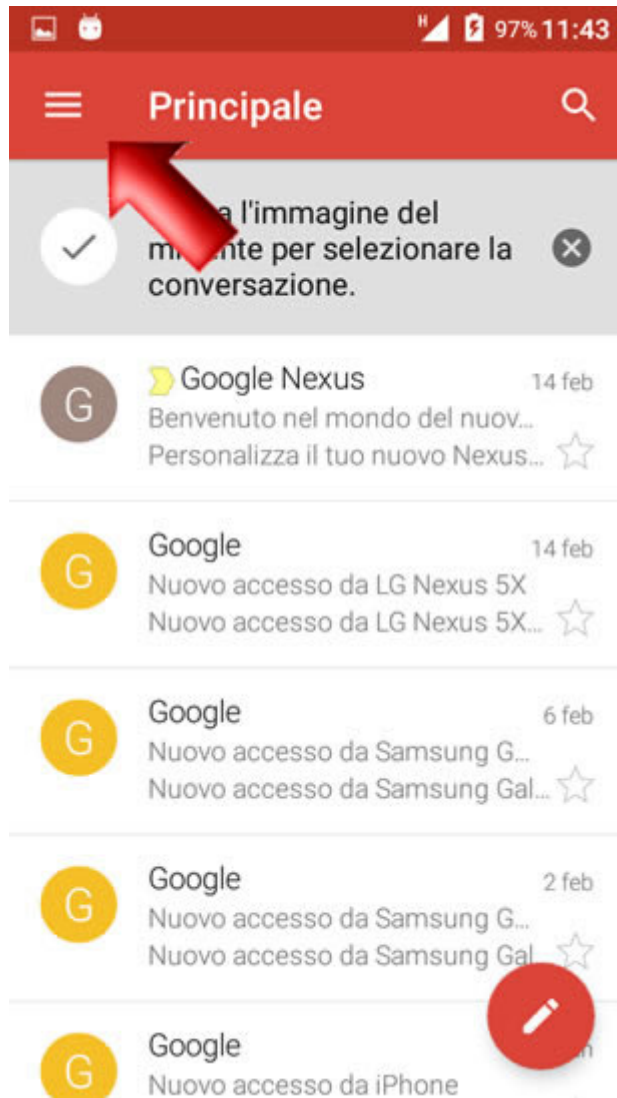 H 97% 11:43
Principale
a l'immagine del
per selezionare la
conversazione.
G Google Nexus 14 feb
Benvenuto nel mondo del nuov...
Personalizza il tuo nuovo Nexus...
G Google 14 feb
Nuovo accesso da LG Nexus 5X
Nuovo accesso da LG Nexus 5X...
G Google 6 feb
Nuovo accesso da Samsung G...
Nuovo accesso da Samsung Gal...
G Google 2 feb
Nuovo accesso da Samsung G...
Nuovo accesso da Samsung Gal
G Google
Nuovo accesso da iPhone